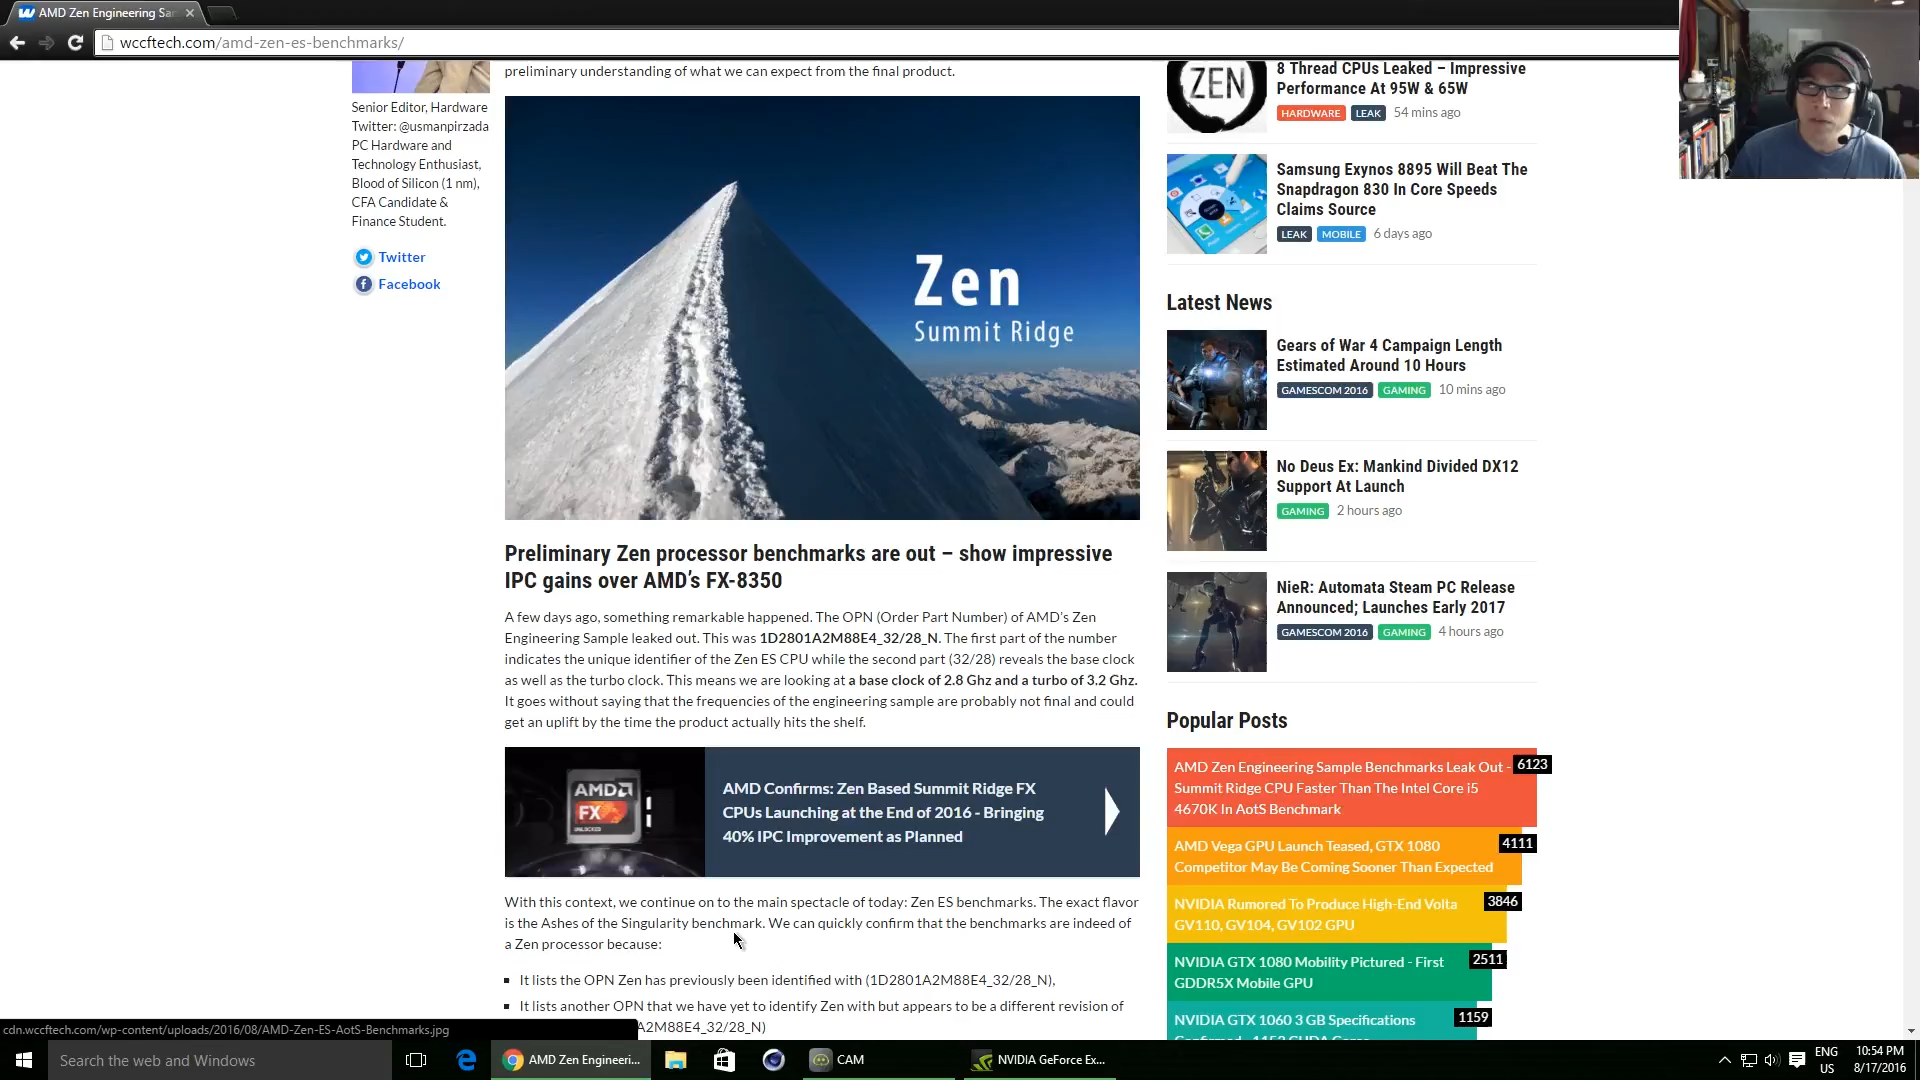 AMD Zen Engineering Sa
wccftech.com/amd-zen-es-benchmarks/
Senior Editor, Hardware
Twitter: @usmanpirzada
PC Hardware and
Technology Enthusiast,
Blood of Silicon (1 nm),
CFA Candidate &
Finance Student.
Twitter
Facebook
preliminary understanding of what we can expect from the final product.
Zen
Summit Ridge
Preliminary Zen processor benchmarks are out – show impressive
IPC gains over AMD’s FX-8350
A few days ago, something remarkable happened. The OPN (Order Part Number) of AMD’s Zen
Engineering Sample leaked out. This was 1D2801A2M88E4_32/28_N. The first part of the number
indicates the unique identifier of the Zen ES CPU while the second part (32/28) reveals the base clock
as well as the turbo clock. This means we are looking at a base clock of 2.8 Ghz and a turbo of 3.2 Ghz.
It goes without saying that the frequencies of the engineering sample are probably not final and could
get an uplift by the time the product actually hits the shelf.
AMD
FX
UNLOCKED
AMD Confirms: Zen Based Summit Ridge FX
CPUs Launching at the End of 2016 - Bringing
40% IPC Improvement as Planned
With this context, we continue on to the main spectacle of today: Zen ES benchmarks. The exact flavor
is the Ashes of the Singularity benchmark. We can quickly confirm that the benchmarks are indeed of
a Zen processor because:
It lists the OPN Zen has previously been identified with (1D2801A2M88E4_32/28_N),
It lists another OPN that we have yet to identify Zen with but appears to be a different revision of
A2M88E4_32/28_N)
ZEN
8 Thread CPUs Leaked – Impressive
Performance At 95W & 65W
HARDWARE LEAK 54 mins ago
Samsung Exynos 8895 Will Beat The
Snapdragon 830 In Core Speeds
Claims Source
LEAK MOBILE 6 days ago
Latest News
Gears of War 4 Campaign Length
Estimated Around 10 Hours
GAMESCOM 2016 GAMING 10 mins ago
No Deus Ex: Mankind Divided DX12
Support At Launch
GAMING 2 hours ago
NieR: Automata Steam PC Release
Announced; Launches Early 2017
GAMESCOM 2016 GAMING 4 hours ago
Popular Posts
AMD Zen Engineering Sample Benchmarks Leak Out - 6123
Summit Ridge CPU Faster Than The Intel Core i5
4670K In AotS Benchmark
AMD Vega GPU Launch Teased, GTX 1080 4111
Competitor May Be Coming Sooner Than Expected
NVIDIA Rumored To Produce High-End Volta 3846
GV110, GV104, GV102 GPU
NVIDIA GTX 1080 Mobility Pictured - First 2511
GDDR5X Mobile GPU
NVIDIA GTX 1060 3 GB Specifications 1159
Confirmed - 1152 CUDA Cores
cdn.wccftech.com/wp-content/uploads/2016/08/AMD-Zen-ES-AotS-Benchmarks.jpg
Search the web and Windows
AMD Zen Engineeri...
CAM
NVIDIA GeForce Ex...
ENG
US
10:54 PM
8/17/2016